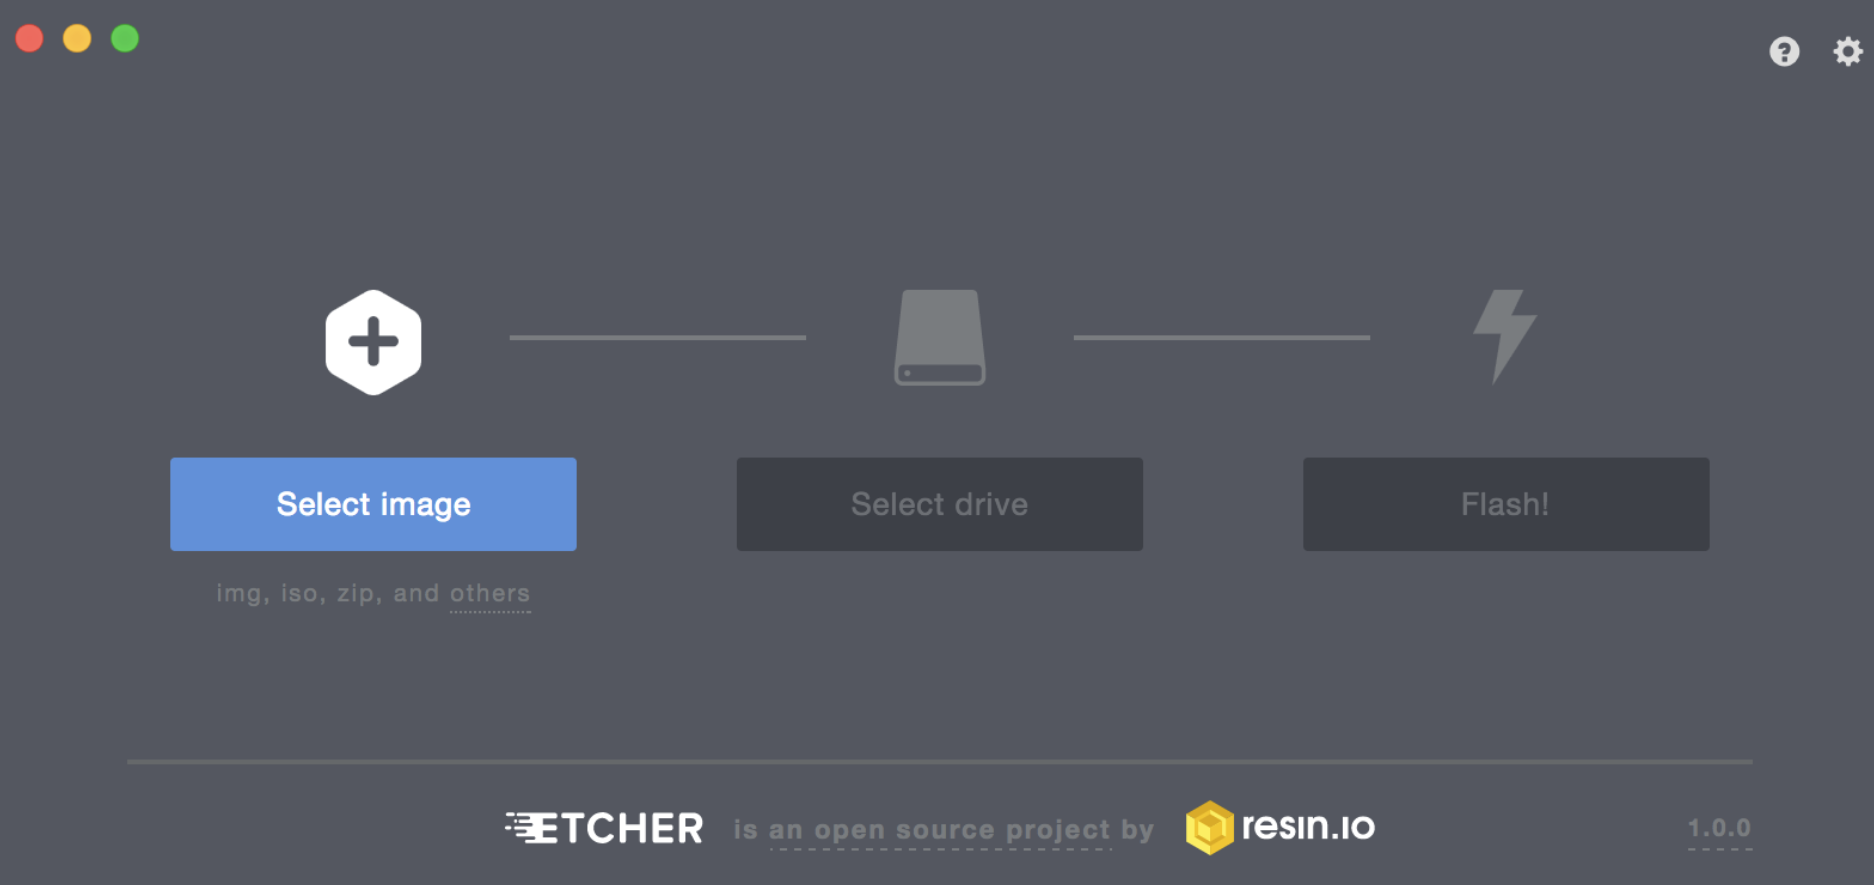 Select image
Select drive
Flash!
img, iso, zip, and others
ETCHER is an open source project by resin.io
1.0.0